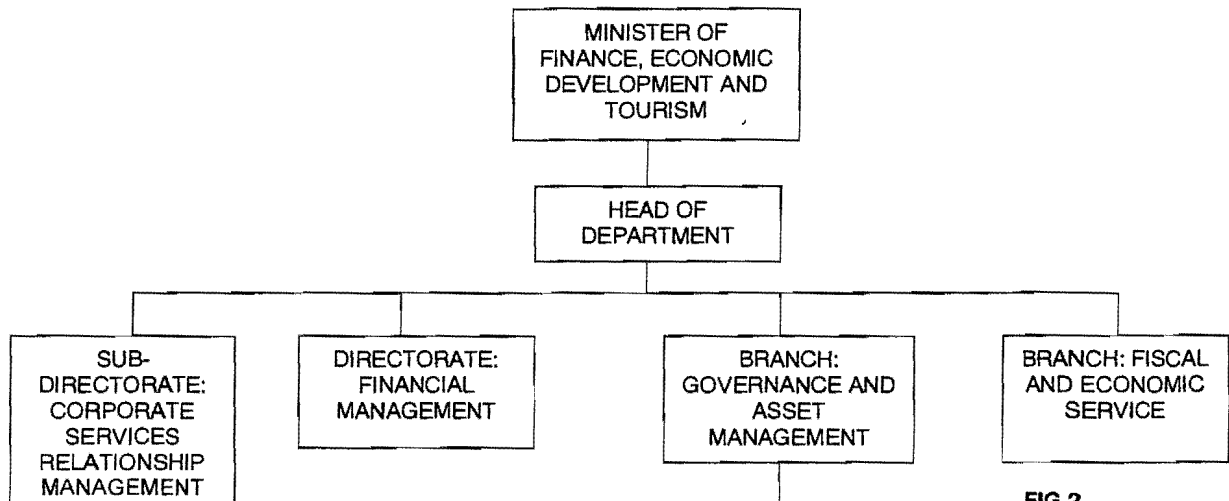 MINISTER OF
FINANCE, ECONOMIC
DEVELOPMENT AND
TOURISM
HEAD OF
DEPARTMENT
SUB-
DIRECTORATE:
CORPORATE
SERVICES
RELATIONSHIP
MANAGEMENT
DIRECTORATE:
FINANCIAL
MANAGEMENT
BRANCH:
GOVERNANCE AND
ASSET
MANAGEMENT
BRANCH: FISCAL
AND ECONOMIC
SERVICE
FIG 2